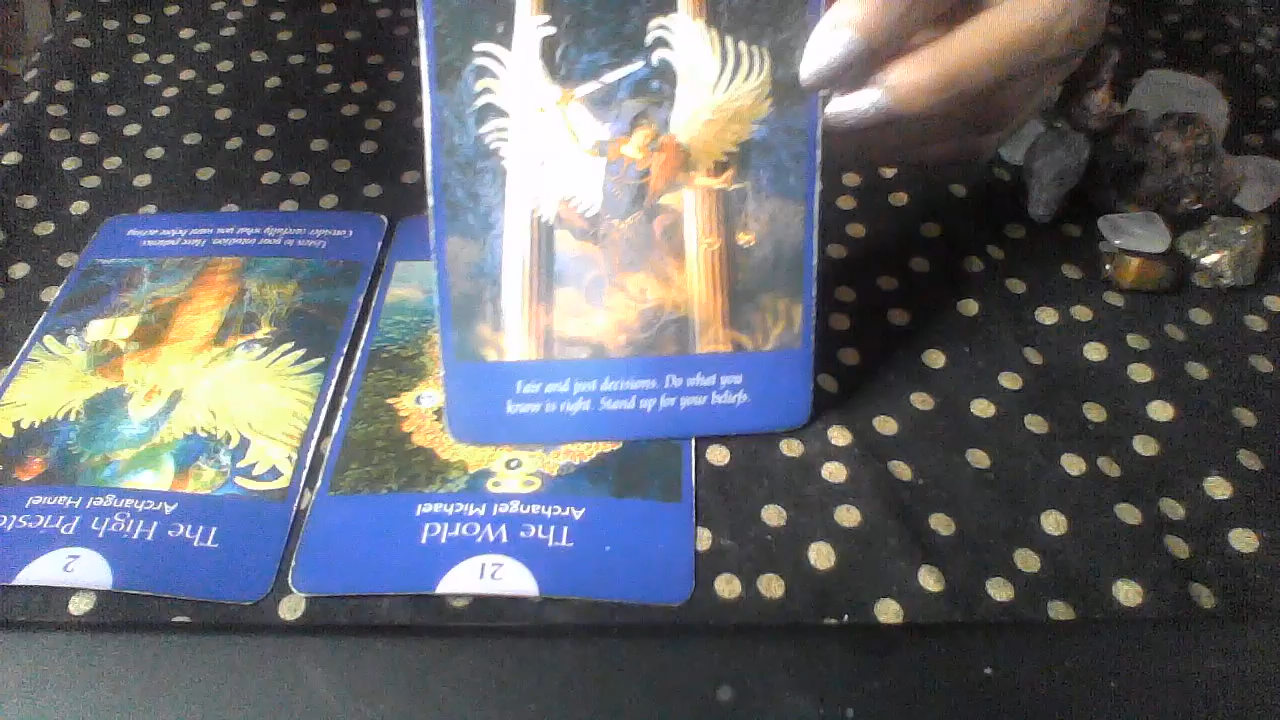 Fair and just decisions. Do what you
know is right. Stand up for your beliefs.
Listen to your intuition. Have patience.
Consider carefully what you want before acting
Archangel Haniel
The High Prieste
2
Archangel Michael
The World
21